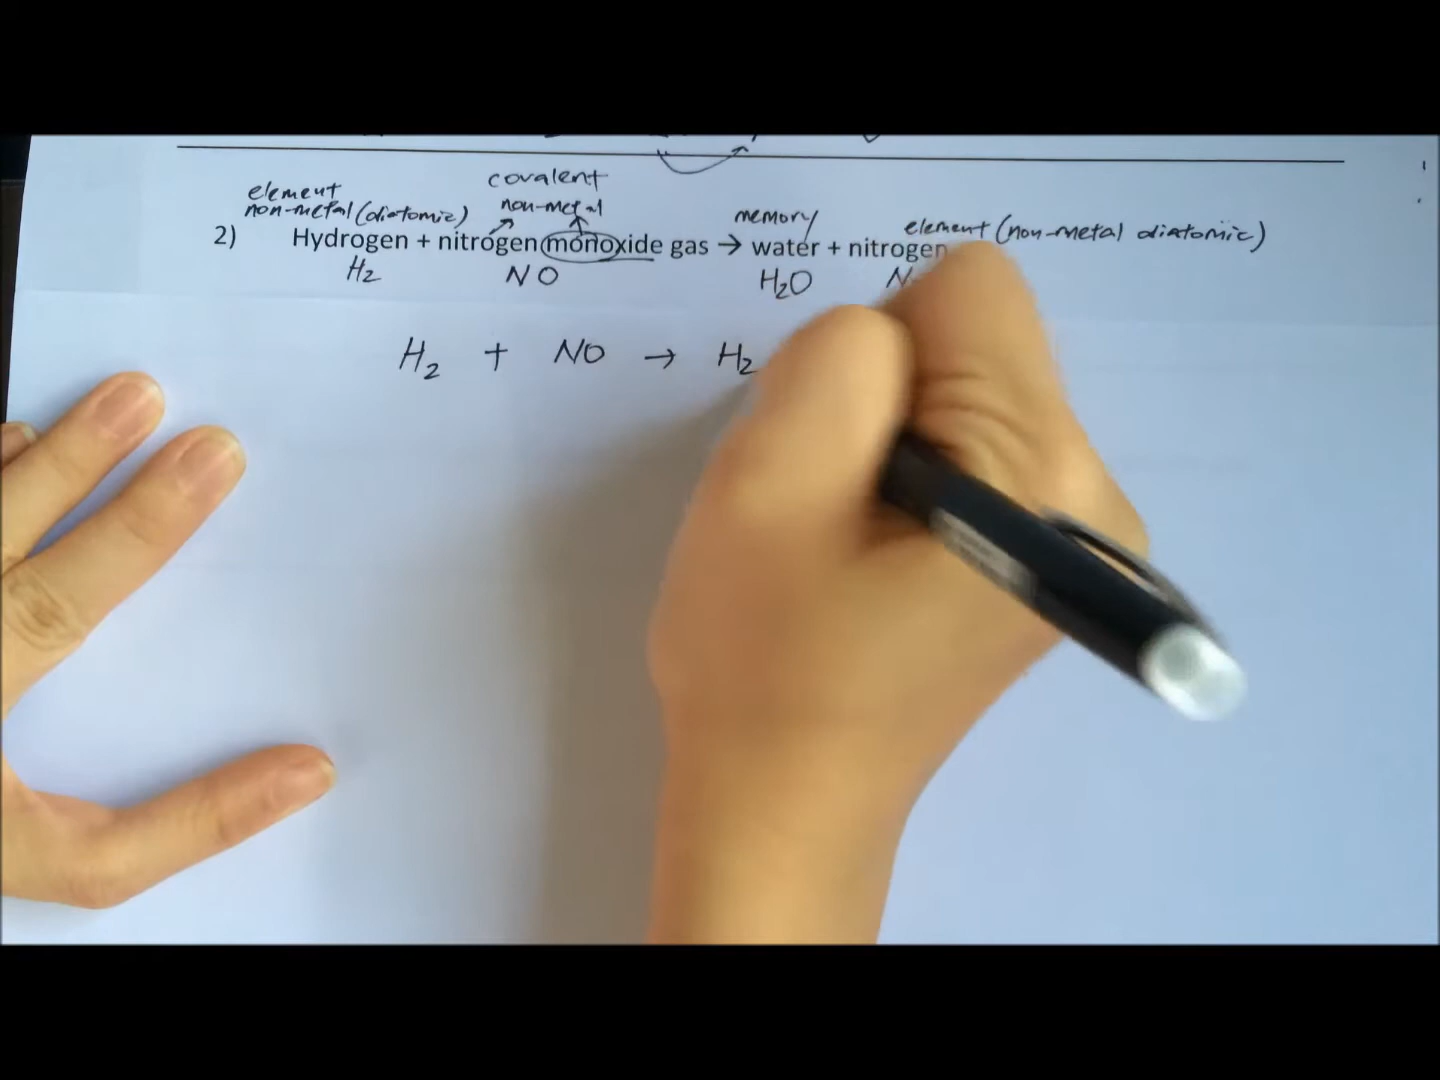 covalent
element
non-metal (diatomic) non-metal memory element (non-metal diatomic)
2) Hydrogen + nitrogen monoxide gas → water + nitrogen
H2 NO H2O N
H2 + NO → H2